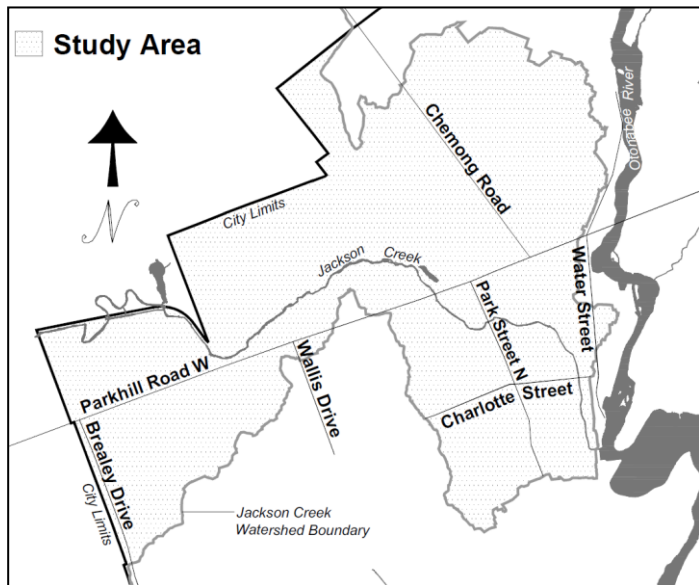 Study Area
Otonabee River
Chemong Road
N
City Limits
Jackson Creek
Water Street
Park Street N
Parkhill Road W
Wallis Drive
Charlotte Street
Brealey Drive
City Limits
Jackson Creek
Watershed Boundary